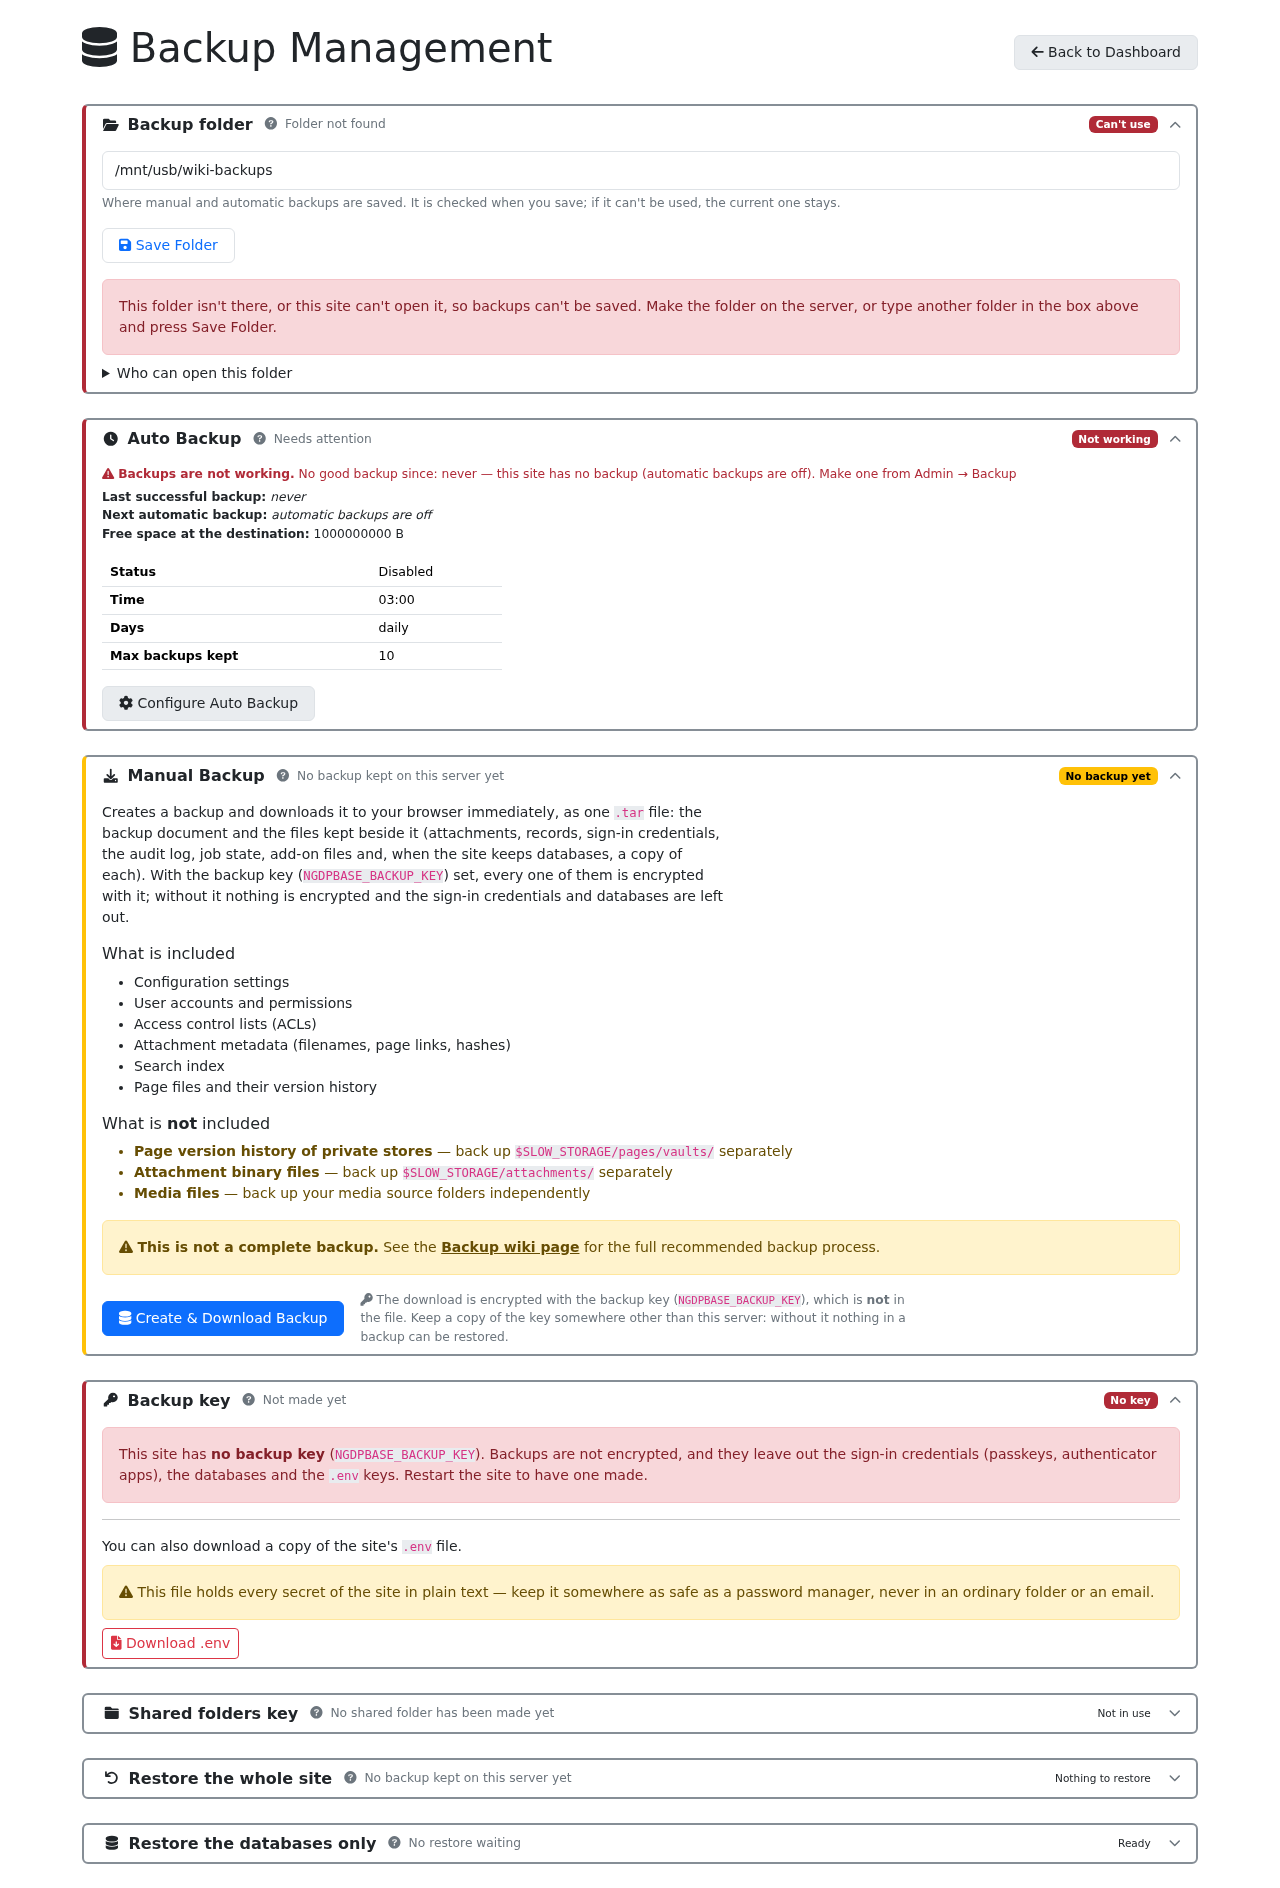 Backup Management
Back to Dashboard
Backup folder Folder not found Can't use
/mnt/usb/wiki-backups
Where manual and automatic backups are saved. It is checked when you save; if it can't be used, the current one stays.
Save Folder
This folder isn't there, or this site can't open it, so backups can't be saved. Make the folder on the server, or type another folder in the box above
and press Save Folder.
Who can open this folder
Auto Backup Needs attention Not working
Backups are not working. No good backup since: never — this site has no backup (automatic backups are off). Make one from Admin → Backup
Last successful backup: never
Next automatic backup: automatic backups are off
Free space at the destination: 1000000000 B
Status Disabled
Time 03:00
Days daily
Max backups kept 10
Configure Auto Backup
Manual Backup No backup kept on this server yet No backup yet
Creates a backup and downloads it to your browser immediately, as one .tar file: the
backup document and the files kept beside it (attachments, records, sign-in credentials,
the audit log, job state, add-on files and, when the site keeps databases, a copy of
each). With the backup key (NGDPBASE_BACKUP_KEY) set, every one of them is encrypted
with it; without it nothing is encrypted and the sign-in credentials and databases are left
out.
What is included
Configuration settings
User accounts and permissions
Access control lists (ACLs)
Attachment metadata (filenames, page links, hashes)
Search index
Page files and their version history
What is not included
Page version history of private stores — back up $SLOW_STORAGE/pages/vaults/ separately
Attachment binary files — back up $SLOW_STORAGE/attachments/ separately
Media files — back up your media source folders independently
This is not a complete backup. See the Backup wiki page for the full recommended backup process.
Create & Download Backup
The download is encrypted with the backup key (NGDPBASE_BACKUP_KEY), which is not in
the file. Keep a copy of the key somewhere other than this server: without it nothing in a
backup can be restored.
Backup key Not made yet No key
This site has no backup key (NGDPBASE_BACKUP_KEY). Backups are not encrypted, and they leave out the sign-in credentials (passkeys, authenticator
apps), the databases and the .env keys. Restart the site to have one made.
You can also download a copy of the site's .env file.
This file holds every secret of the site in plain text — keep it somewhere as safe as a password manager, never in an ordinary folder or an email.
Download .env
Shared folders key No shared folder has been made yet Not in use
Restore the whole site No backup kept on this server yet Nothing to restore
Restore the databases only No restore waiting Ready